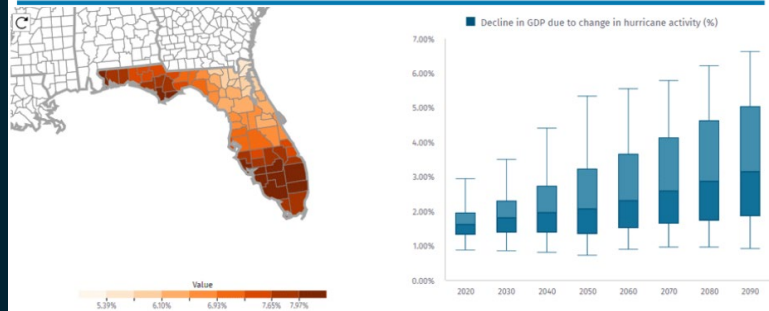 Decline in GDP due to change in hurricane activity (%)
7.00%
6.00%
5.00%
4.00%
3.00%
2.00%
1.00%
0.00%
2020 2030 2040 2050 2060 2070 2080 2090
Value
5.39% 6.10% 6.93% 7.65% 7.97%